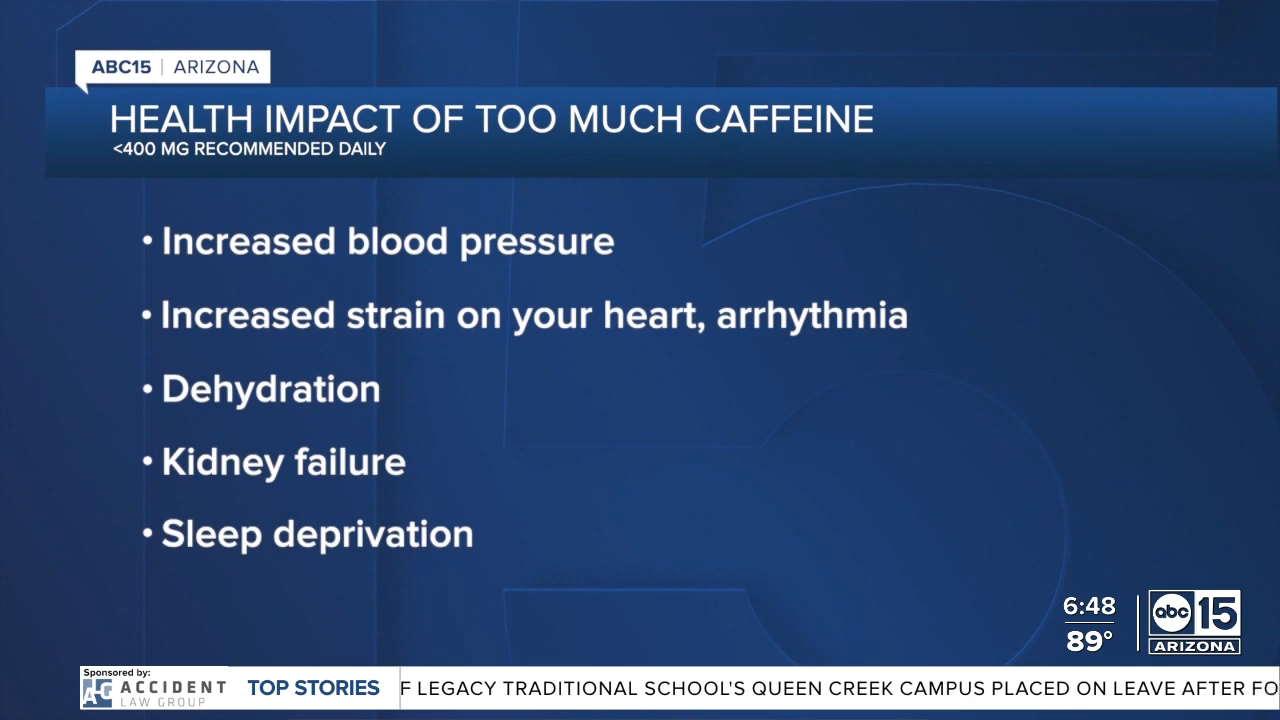 ABC15 | ARIZONA
HEALTH IMPACT OF TOO MUCH CAFFEINE
<400 MG RECOMMENDED DAILY
• Increased blood pressure
• Increased strain on your heart, arrhythmia
• Dehydration
• Kidney failure
• Sleep deprivation
6:48
89°
abc 15
ARIZONA
Sponsored by:
AG ACCIDENT
LAW GROUP
TOP STORIES
F LEGACY TRADITIONAL SCHOOL'S QUEEN CREEK CAMPUS PLACED ON LEAVE AFTER FO